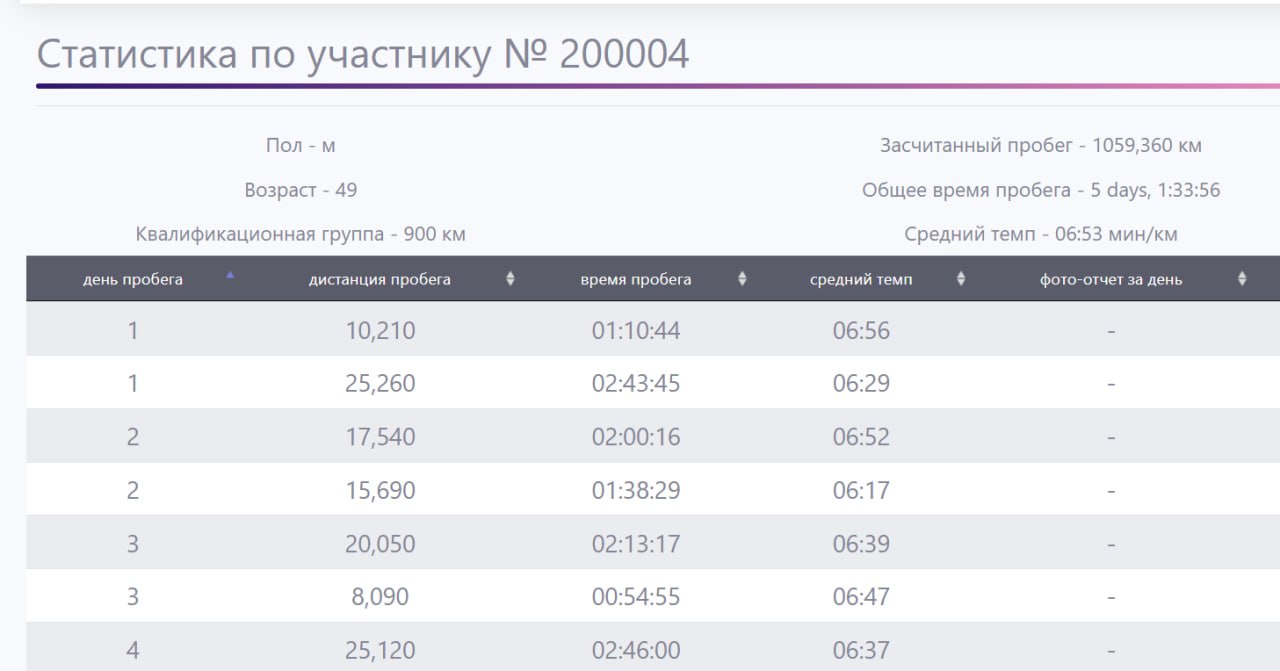 Статистика по участнику № 200004
Пол - м
Засчитанный пробег - 1059,360 км
Возраст - 49
Общее время пробега - 5 days, 1:33:56
Квалификационная группа - 900 км
Средний темп - 06:53 мин/км
день пробега дистанция пробега время пробега средний темп фото-отчет за день
1 10,210 01:10:44 06:56 -
1 25,260 02:43:45 06:29 -
2 17,540 02:00:16 06:52 -
2 15,690 01:38:29 06:17 -
3 20,050 02:13:17 06:39 -
3 8,090 00:54:55 06:47 -
4 25,120 02:46:00 06:37 -